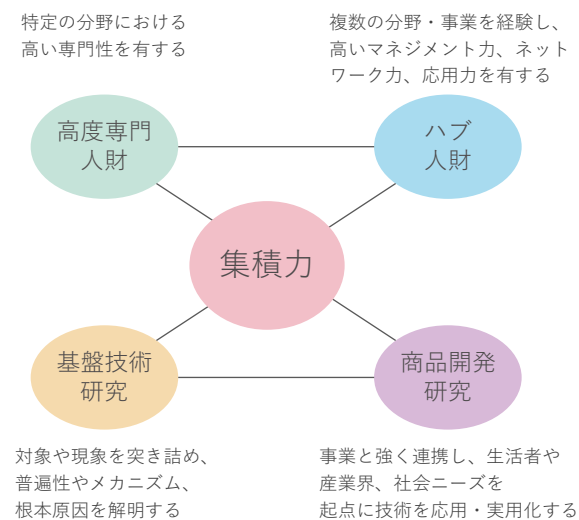 特定の分野における
高い専門性を有する
複数の分野・事業を経験し、
高いマネジメント力、ネット
ワーク力、応用力を有する
高度専門
人財
ハブ
人財
集積力
基盤技術
研究
商品開発
研究
対象や現象を突き詰め、
普遍性やメカニズム、
根本原因を解明する
事業と強く連携し、生活者や
産業界、社会ニーズを
起点に技術を応用・実用化する